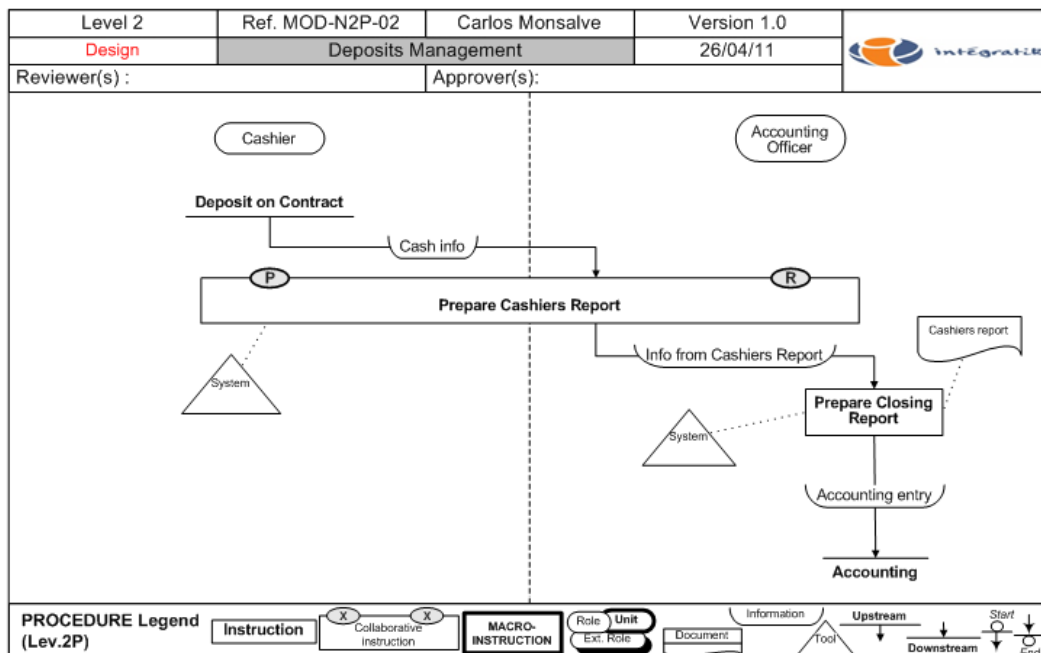 Level 2
Ref. MOD-N2P-02
Carlos Monsalve
Version 1.0
Design
Deposits Management
26/04/11
intégratik
Reviewer(s) :
Approver(s):
Cashier
Accounting
Officer
Deposit on Contract
Cash info
P
R
Prepare Cashiers Report
Info from Cashiers Report
Cashiers report
System
Prepare Closing
Report
System
Accounting entry
Accounting
PROCEDURE Legend
(Lev.2P)
Instruction
X
X
Collaborative
instruction
MACRO-
INSTRUCTION
Role
Unit
Ext. Role
Information
Document
Tool
Upstream
Downstream
Start
End